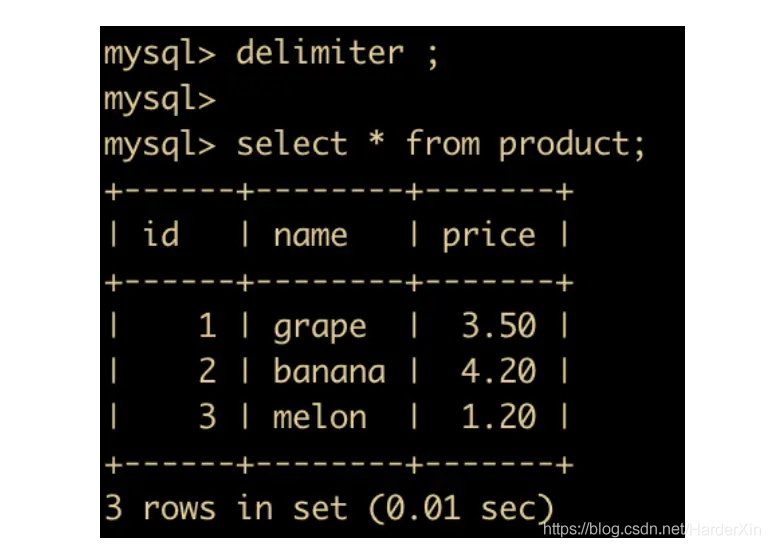 mysql> delimiter ;
mysql>
mysql> select * from product;
+------+--------+-------+
| id   | name   | price |
+------+--------+-------+
|    1 | grape  |  3.50 |
|    2 | banana |  4.20 |
|    3 | melon  |  1.20 |
+------+--------+-------+
3 rows in set (0.01 sec)
https://blog.csdn.net/HarderXin